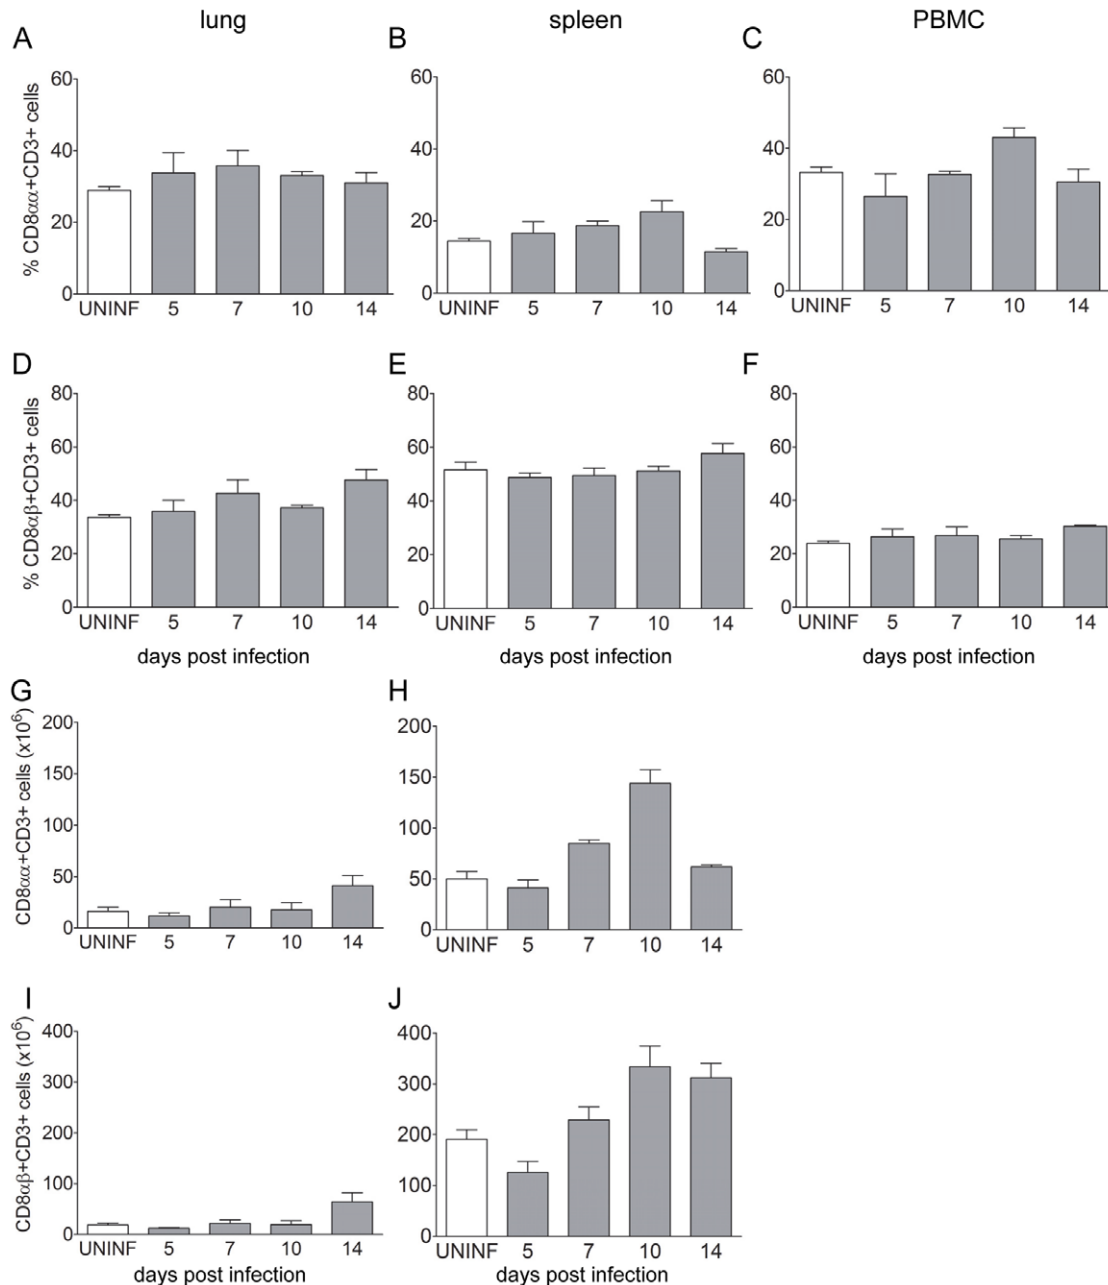 lung spleen PBMC
A B C
% CD8αα+CD3+ cells
60 60 60
40 40 40
20 20 20
0 0 0
UNINF 5 7 10 14 UNINF 5 7 10 14 UNINF 5 7 10 14
D E F
% CD8αβ+CD3+ cells
80 80 80
60 60 60
40 40 40
20 20 20
0 0 0
UNINF 5 7 10 14 UNINF 5 7 10 14 UNINF 5 7 10 14
days post infection days post infection days post infection
G H
CD8αα+CD3+ cells (x10⁶)
200 200
150 150
100 100
50 50
0 0
UNINF 5 7 10 14 UNINF 5 7 10 14
I J
CD8αβ+CD3+ cells (x10⁶)
400 400
300 300
200 200
100 100
0 0
UNINF 5 7 10 14 UNINF 5 7 10 14
days post infection days post infection